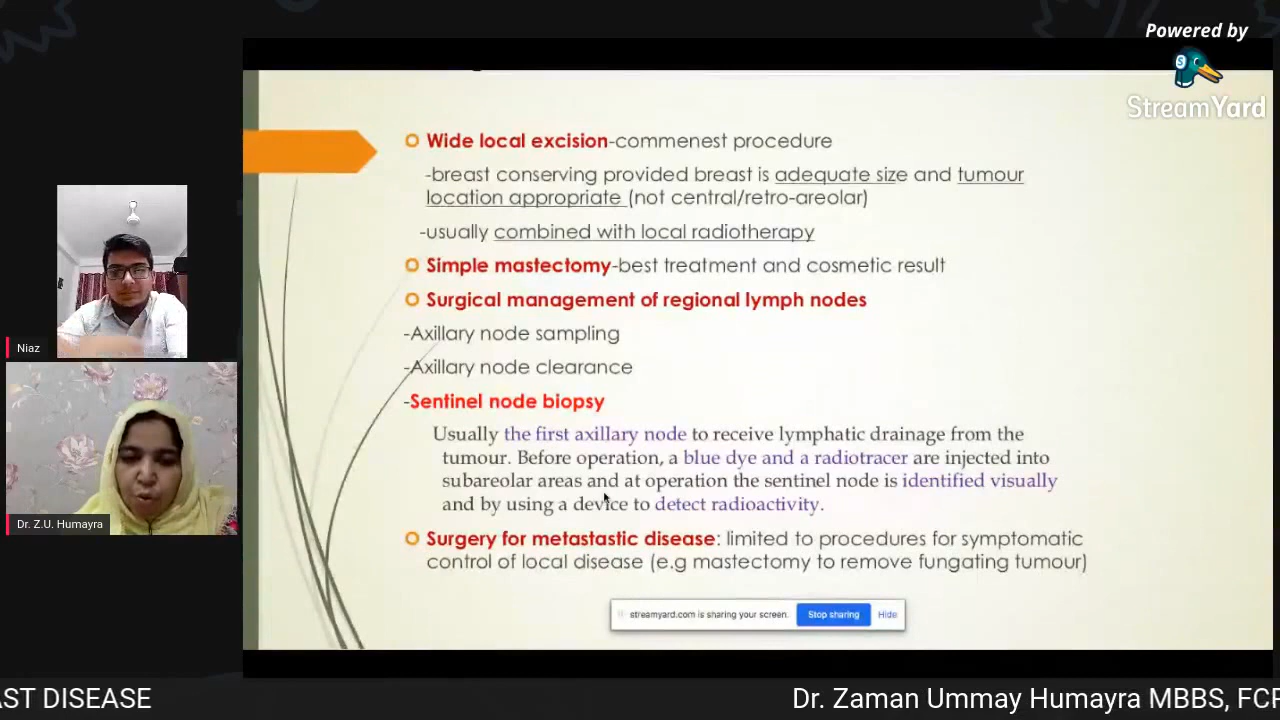 Powered by
StreamYard
Wide local excision-commenest procedure
-breast conserving provided breast is adequate size and tumour
location appropriate (not central/retro-areolar)
-usually combined with local radiotherapy
Simple mastectomy-best treatment and cosmetic result
Surgical management of regional lymph nodes
-Axillary node sampling
-Axillary node clearance
-Sentinel node biopsy
Usually the first axillary node to receive lymphatic drainage from the
tumour. Before operation, a blue dye and a radiotracer are injected into
subareolar areas and at operation the sentinel node is identified visually
and by using a device to detect radioactivity.
Surgery for metastastic disease: limited to procedures for symptomatic
control of local disease (e.g mastectomy to remove fungating tumour)
streamyard.com is sharing your screen. Stop sharing Hide
Niaz
Dr. Z.U. Humayra
AST DISEASE Dr. Zaman Ummay Humayra MBBS, FCP